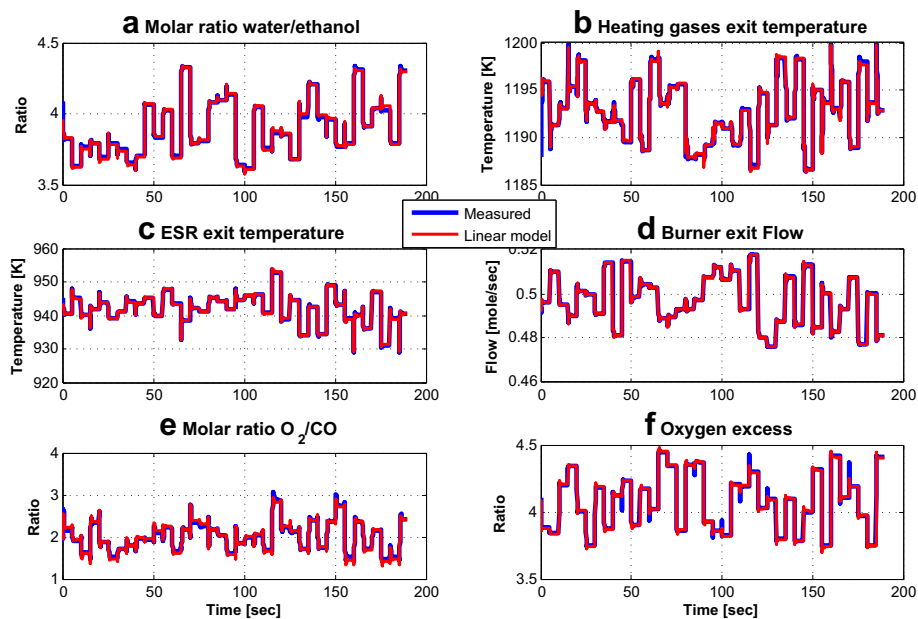 a Molar ratio water/ethanol
4.5
4
3.5
Ratio
0 50 100 150 200
b Heating gases exit temperature
1200
1195
1190
1185
Temperature [K]
0 50 100 150 200
Measured
Linear model
c ESR exit temperature
960
950
940
930
920
Temperature [K]
0 50 100 150 200
d Burner exit Flow
0.52
0.5
0.48
0.46
Flow [mole/sec]
0 50 100 150 200
e Molar ratio O2/CO
4
3
2
1
Ratio
0 50 100 150 200
Time [sec]
f Oxygen excess
4.5
4
3.5
Ratio
0 50 100 150 200
Time [sec]